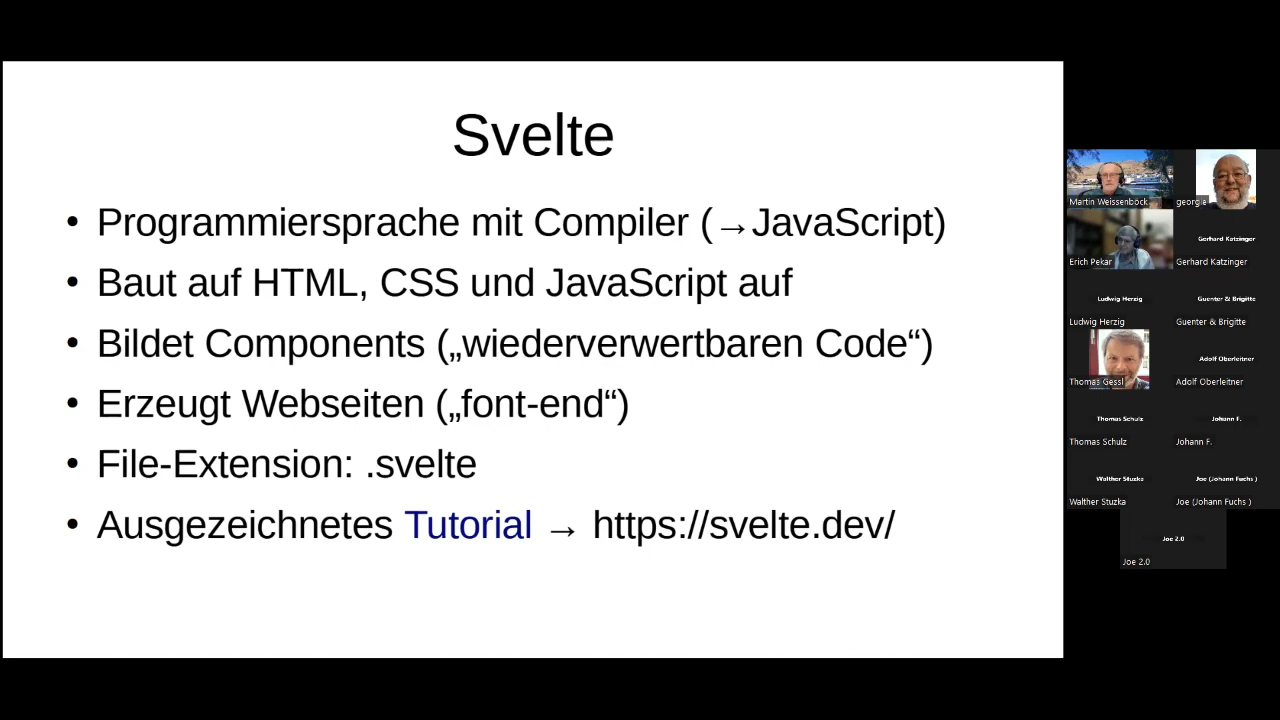 Svelte
• Programmiersprache mit Compiler (→JavaScript)
• Baut auf HTML, CSS und JavaScript auf
• Bildet Components („wiederverwertbaren Code“)
• Erzeugt Webseiten („font-end“)
• File-Extension: .svelte
• Ausgezeichnetes Tutorial → https://svelte.dev/
Martin Weissenböck
georgie
Erich Pekar
Gerhard Katzinger
Gerhard Katzinger
Ludwig Herzig
Ludwig Herzig
Guenter & Brigitte
Guenter & Brigitte
Thomas Gessl
Adolf Oberleitner
Adolf Oberleitner
Thomas Schulz
Thomas Schulz
Johann F.
Johann F.
Walther Stuzka
Walther Stuzka
Joe (Johann Fuchs )
Joe (Johann Fuchs )
Joe 2.0
Joe 2.0